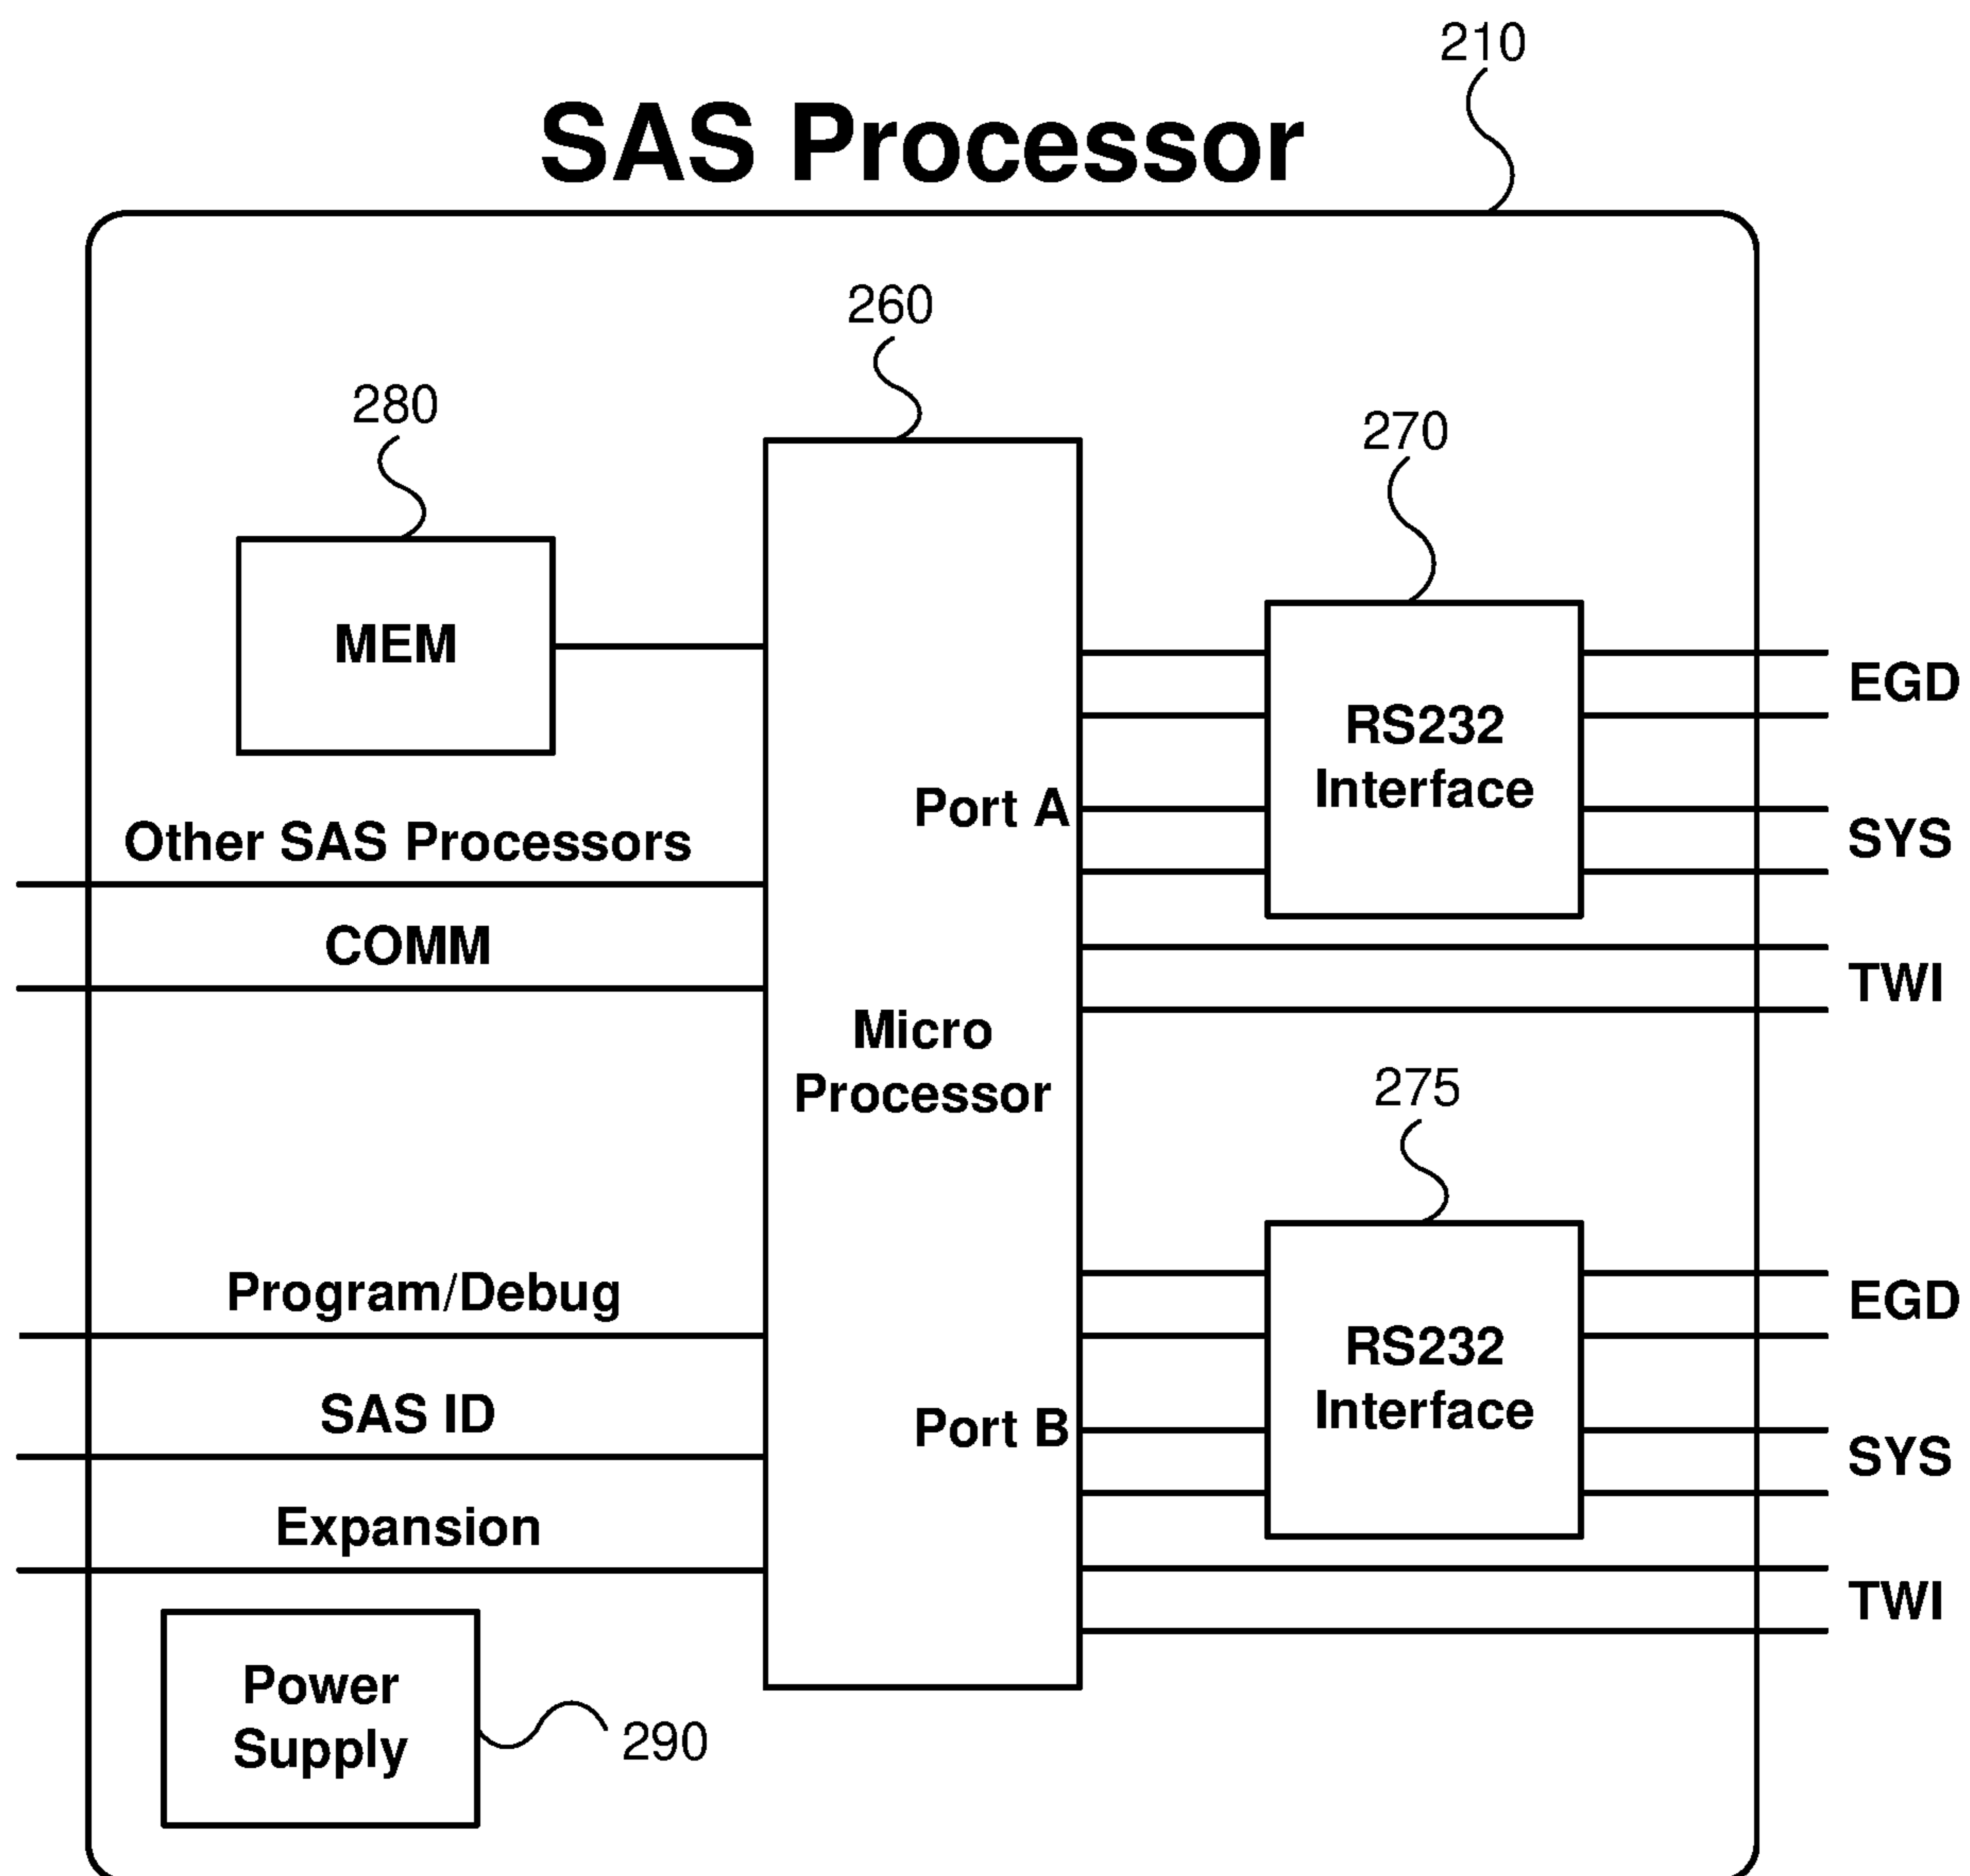 210
SAS Processor
260
280
270
MEM
RS232
Interface
EGD
Port A
SYS
Other SAS Processors
COMM
TWI
Micro
Processor
275
Program/Debug
EGD
RS232
Interface
SAS ID
Port B
SYS
Expansion
TWI
Power
Supply
290